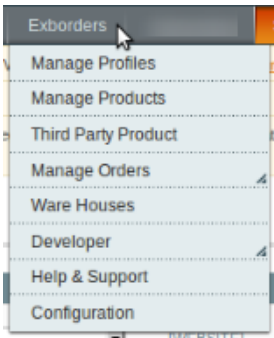 Exborders
Manage Profiles
Manage Products
Third Party Product
Manage Orders
Ware Houses
Developer
Help & Support
Configuration